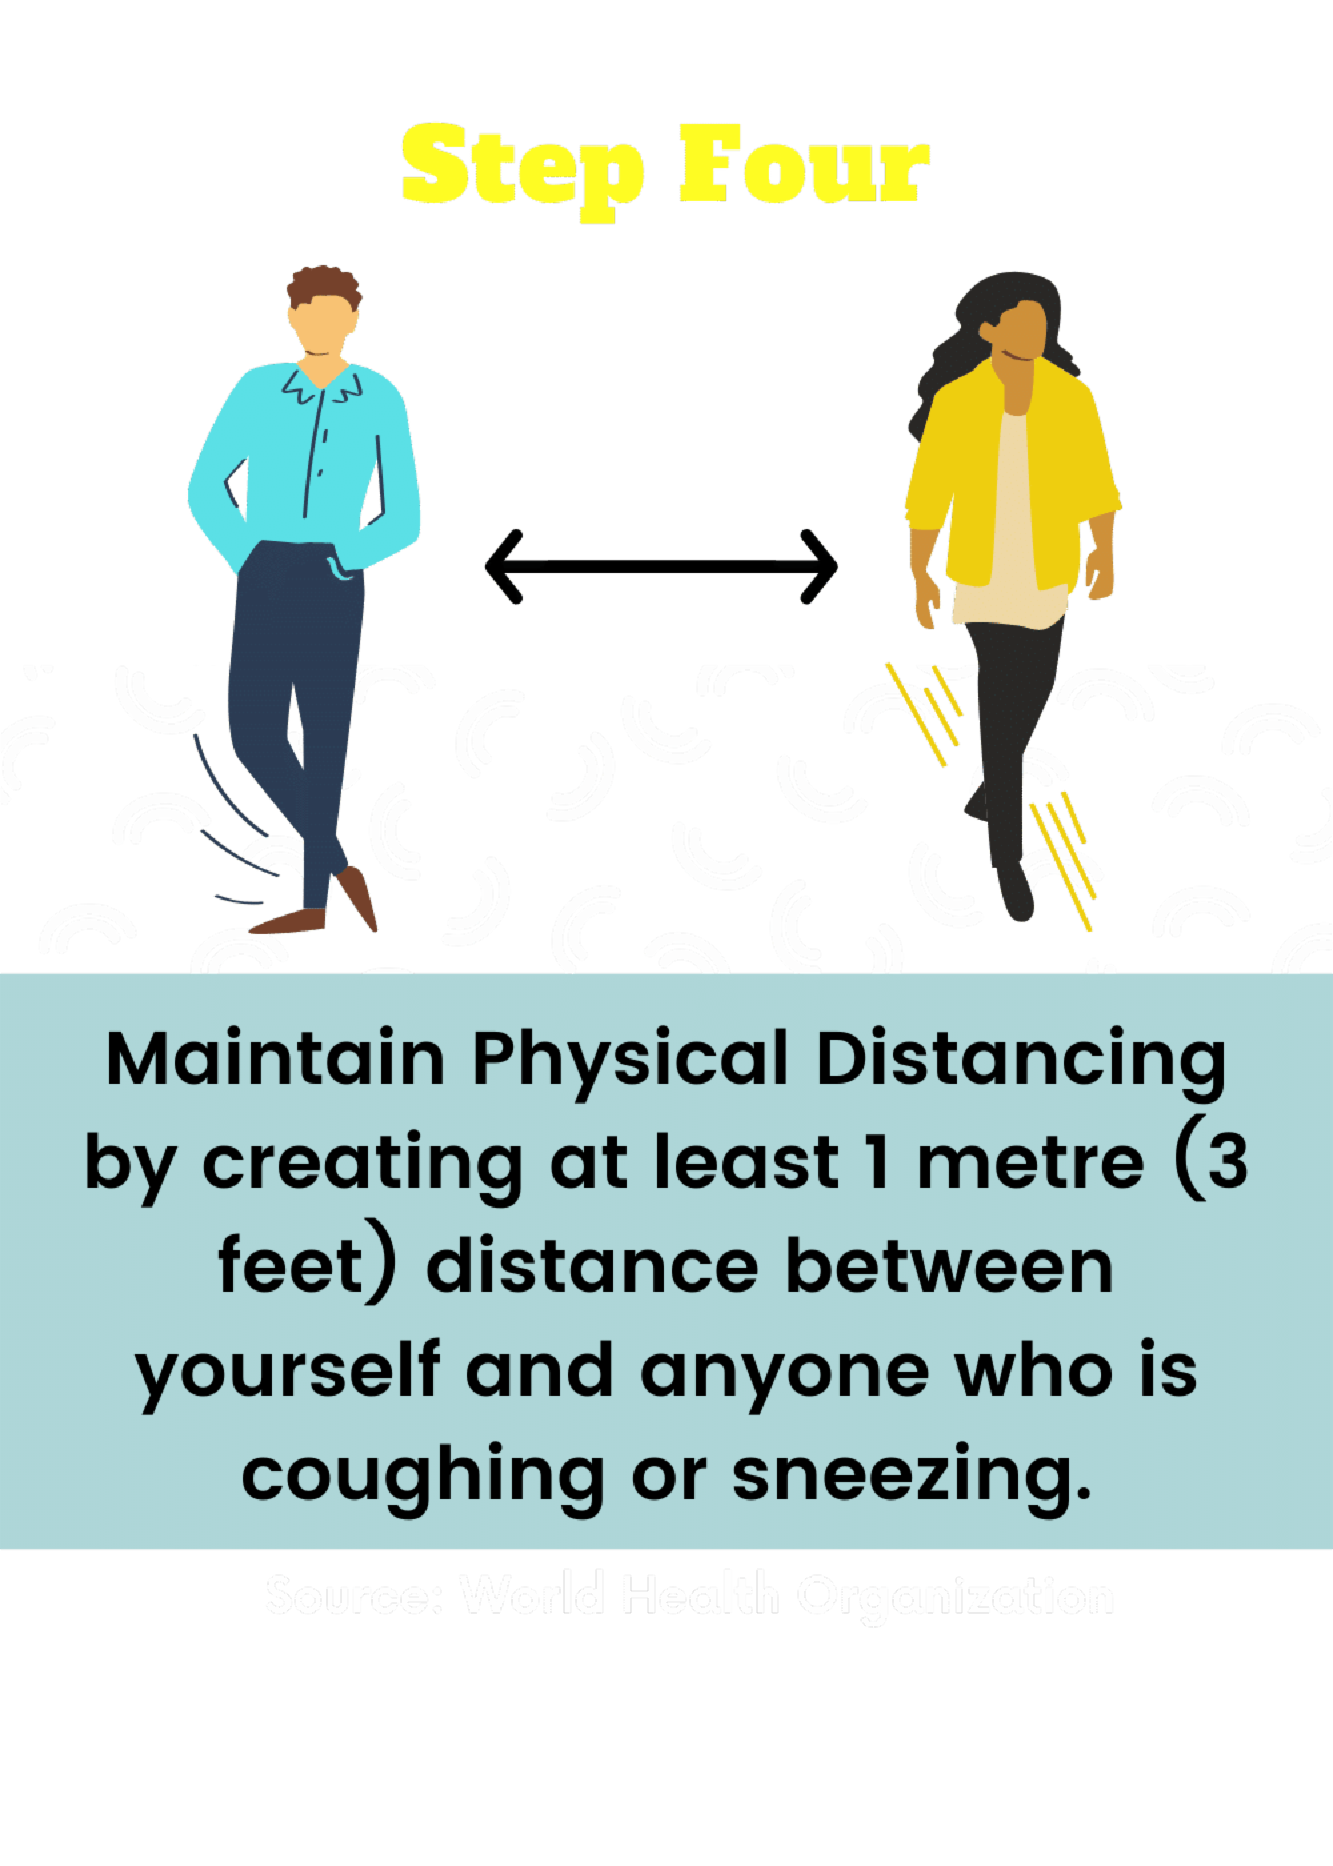 Step Four
Maintain Physical Distancing
by creating at least 1 metre (3
feet) distance between
yourself and anyone who is
coughing or sneezing.
Source: World Health Organization